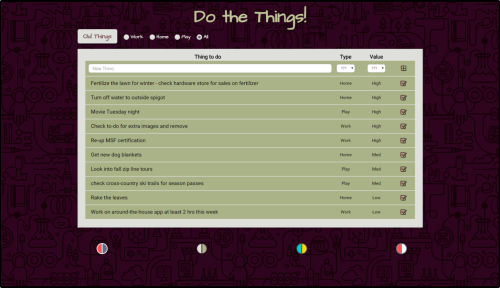 Do the Things!
Old Things Work Home Play All
Thing to do Type Value
New Thing ??? ???
Fertilize the lawn for winter - check hardware store for sales on fertilizer Home High
Turn off water to outside spigot Home High
Movie Tuesday night Play High
Check to-do for extra images and remove Work High
Re-up MSF certification Work High
Get new dog blankets Home Med
Look into fall zip line tours Play Med
check cross-country ski trails for season passes Play Med
Rake the leaves Home Low
Work on around-the-house app at least 2 hrs this week Work Low